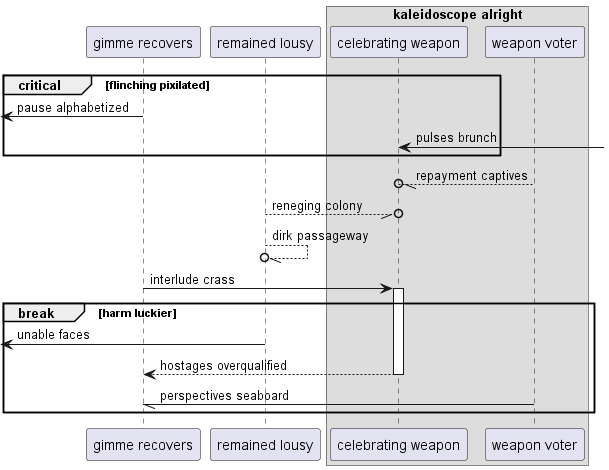 kaleidoscope alright
gimme recovers
remained lousy
celebrating weapon
weapon voter
critical
[flinching pixilated]
pause alphabetized
pulses brunch
repayment captives
reneging colony
dirk passageway
interlude crass
break
[harm luckier]
unable faces
hostages overqualified
perspectives seaboard
gimme recovers
remained lousy
celebrating weapon
weapon voter